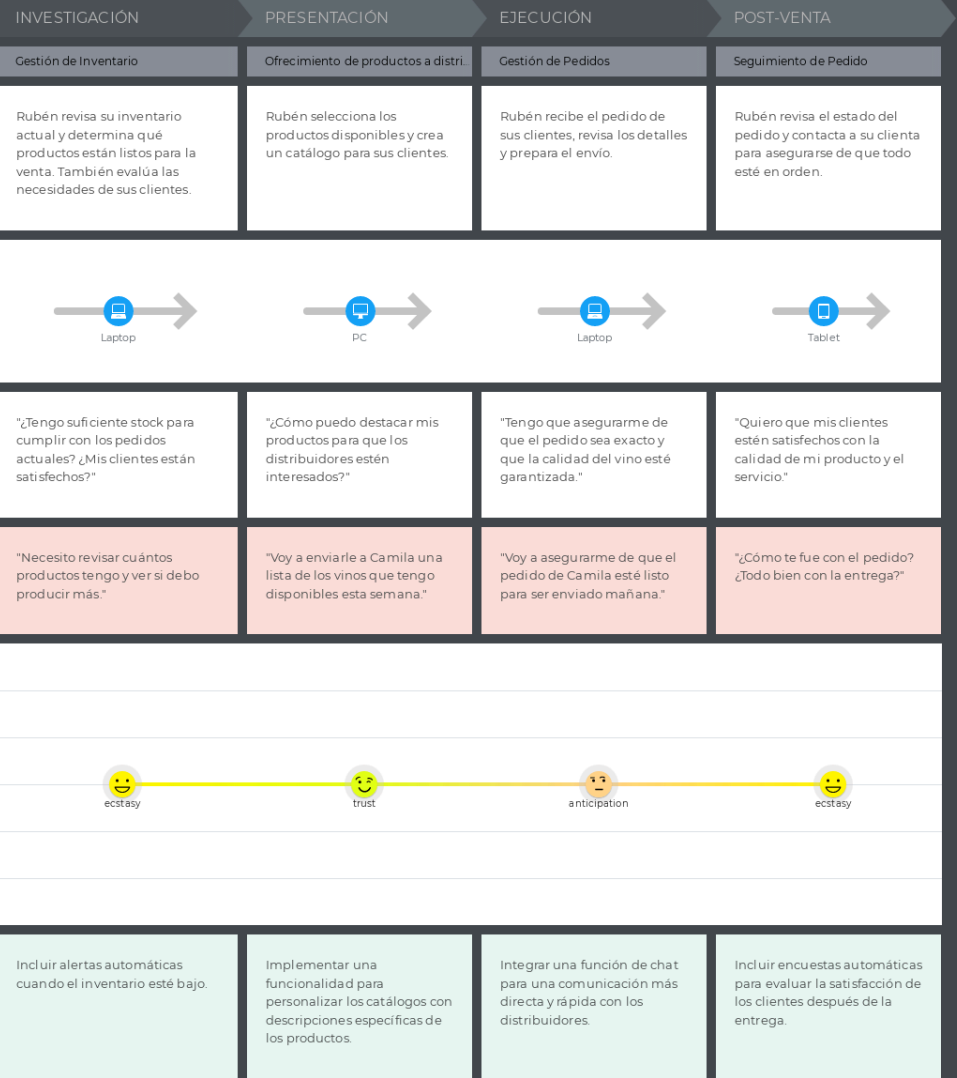 INVESTIGACIÓN
PRESENTACIÓN
EJECUCIÓN
POST-VENTA
Gestión de Inventario
Ofrecimiento de productos a distri...
Gestión de Pedidos
Seguimiento de Pedido
Rubén revisa su inventario
actual y determina qué
productos están listos para la
venta. También evalúa las
necesidades de sus clientes.
Rubén selecciona los
productos disponibles y crea
un catálogo para sus clientes.
Rubén recibe el pedido de
sus clientes, revisa los detalles
y prepara el envío.
Rubén revisa el estado del
pedido y contacta a su clienta
para asegurarse de que todo
esté en orden.
Laptop
PC
Laptop
Tablet
"¿Tengo suficiente stock para
cumplir con los pedidos
actuales? ¿Mis clientes están
satisfechos?"
"¿Cómo puedo destacar mis
productos para que los
distribuidores estén
interesados?"
"Tengo que asegurarme de
que el pedido sea exacto y
que la calidad del vino esté
garantizada."
"Quiero que mis clientes
estén satisfechos con la
calidad de mi producto y el
servicio."
"Necesito revisar cuántos
productos tengo y ver si debo
producir más."
"Voy a enviarle a Camila una
lista de los vinos que tengo
disponibles esta semana."
"Voy a asegurarme de que el
pedido de Camila esté listo
para ser enviado mañana."
"¿Cómo te fue con el pedido?
¿Todo bien con la entrega?"
ecstasy
trust
anticipation
ecstasy
Incluir alertas automáticas
cuando el inventario esté bajo.
Implementar una
funcionalidad para
personalizar los catálogos con
descripciones específicas de
los productos.
Integrar una función de chat
para una comunicación más
directa y rápida con los
distribuidores.
Incluir encuestas automáticas
para evaluar la satisfacción de
los clientes después de la
entrega.